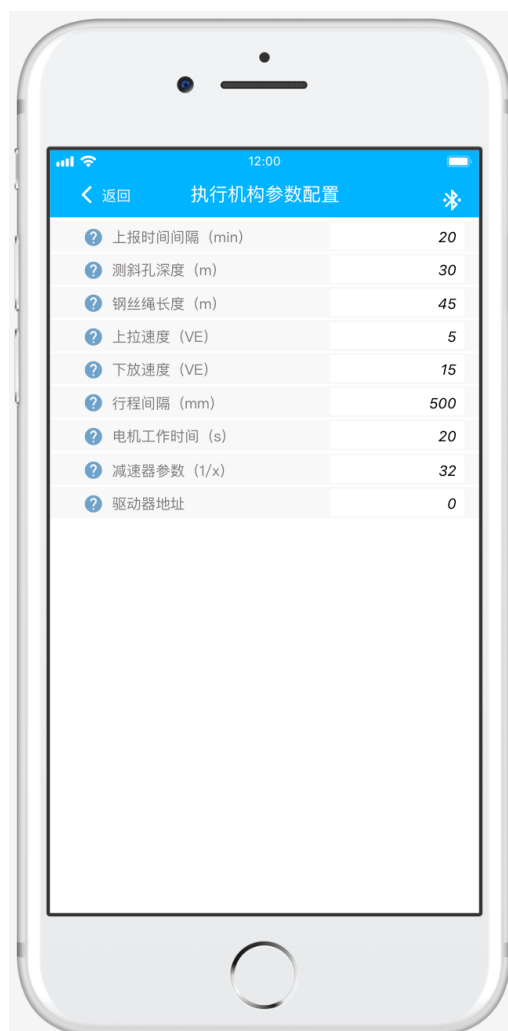 12:00
返回 执行机构参数配置
? 上报时间间隔（min） 20
? 测斜孔深度（m） 30
? 钢丝绳长度（m） 45
? 上拉速度（VE） 5
? 下放速度（VE） 15
? 行程间隔（mm） 500
? 电机工作时间（s） 20
? 减速器参数（1/x） 32
? 驱动器地址 0